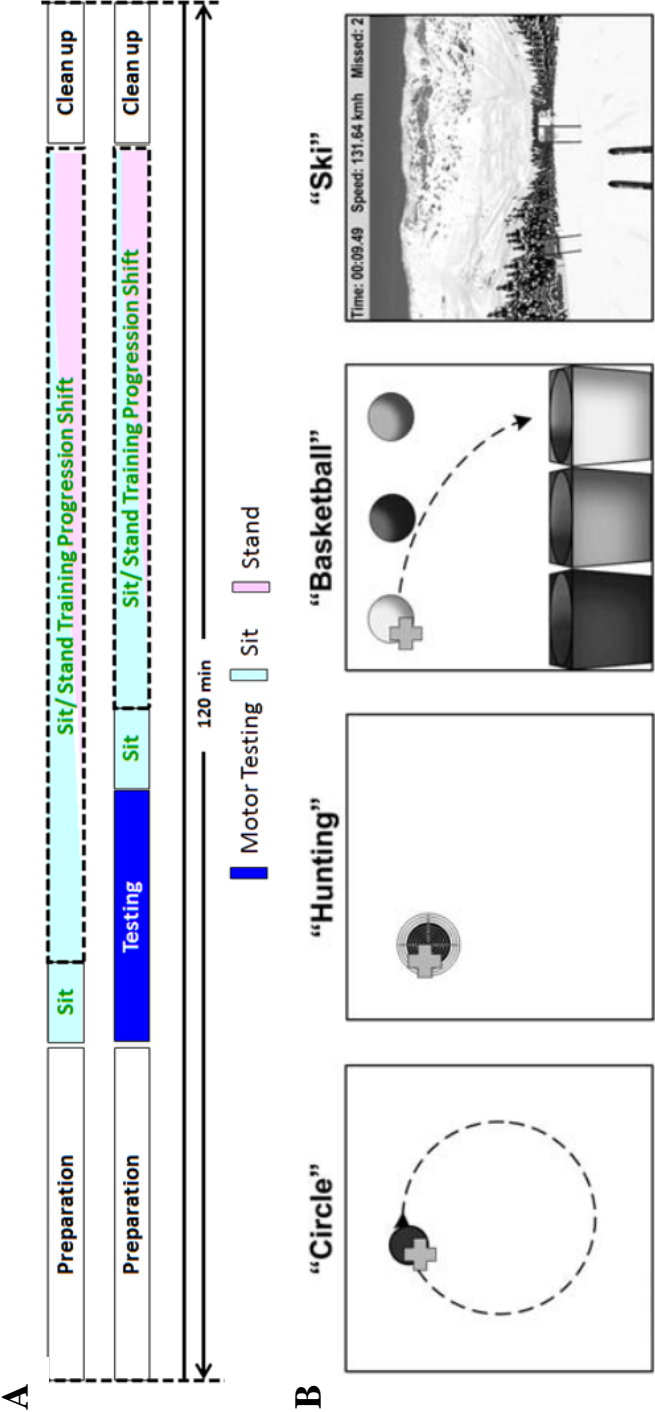 A
Preparation
Sit
Sit/ Stand Training Progression Shift
Clean up
Preparation
Testing
Sit
Sit/ Stand Training Progression Shift
Clean up
120 min
Motor Testing
Sit
Stand
B
“Circle”
“Hunting”
“Basketball”
“Ski”
Time: 00:09.49 Speed: 131.64 kmh Missed: 2